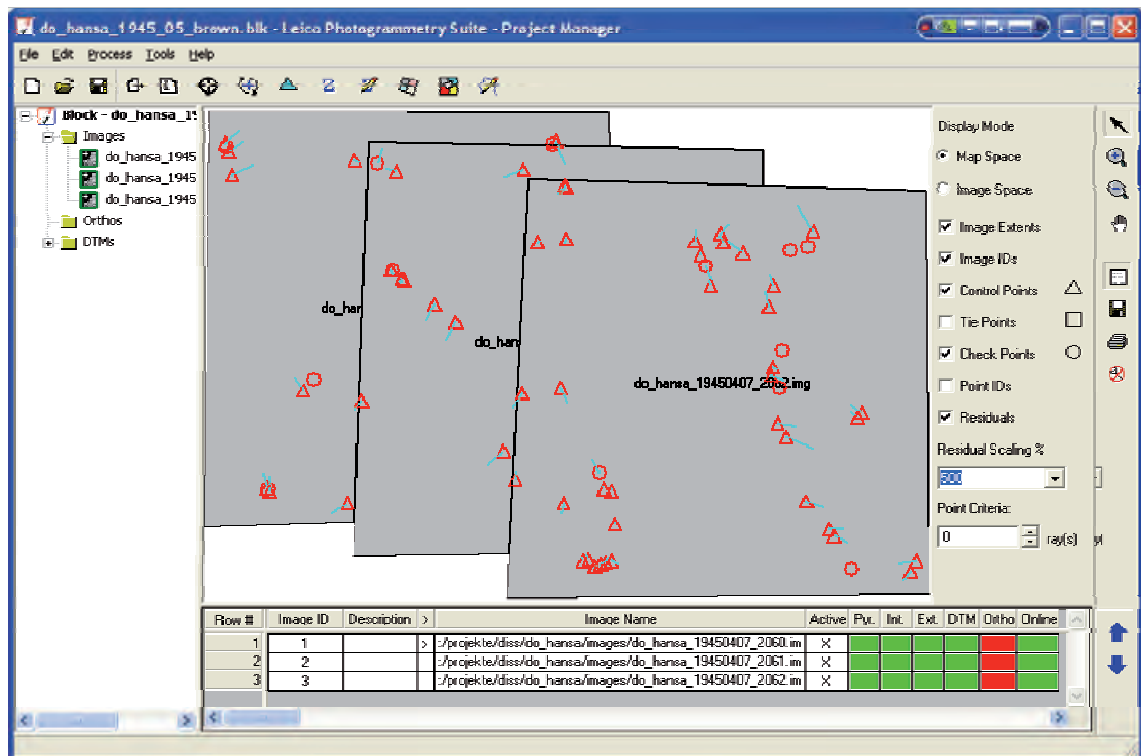 do_hansa_1945_05_brown.blk - Leica Photogrammetry Suite - Project Manager
File Edit Process Tools Help
Block - do_hansa_19
Images
do_hansa_1945
do_hansa_1945
do_hansa_1945
Orthos
DTMs
do_han
do_han
do_hansa_19450407_2062.img
Display Mode
Map Space
Image Space
Image Extents
Image IDs
Control Points
Tie Points
Check Points
Point IDs
Residuals
Residual Scaling %
500
Point Criteria:
0 ray(s)
Row # Image ID Description > Image Name Active Pyr. Int. Ext. DTM Ortho Online
1 1 > :/projekte/diss/do_hansa/images/do_hansa_19450407_2060.im X
2 2 :/projekte/diss/do_hansa/images/do_hansa_19450407_2061.im X
3 3 :/projekte/diss/do_hansa/images/do_hansa_19450407_2062.im X